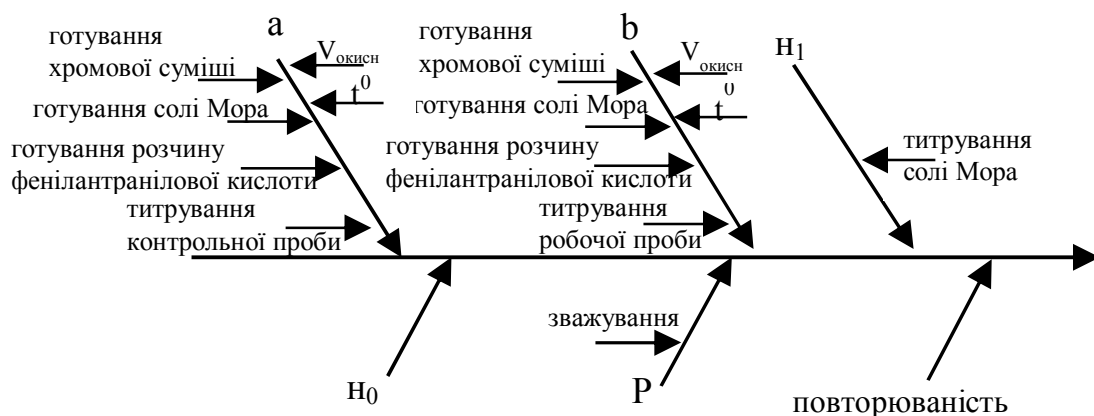 a
готування
хромової суміші
Vокисн
t0
готування солі Мора
готування розчину
фенілантранілової кислоти
титрування
контрольної проби
b
готування
хромової суміші
Vокисн
t0
готування солі Мора
готування розчину
фенілантранілової кислоти
титрування
робочої проби
н1
титрування
солі Мора
н0
зважування
P
повторюваність